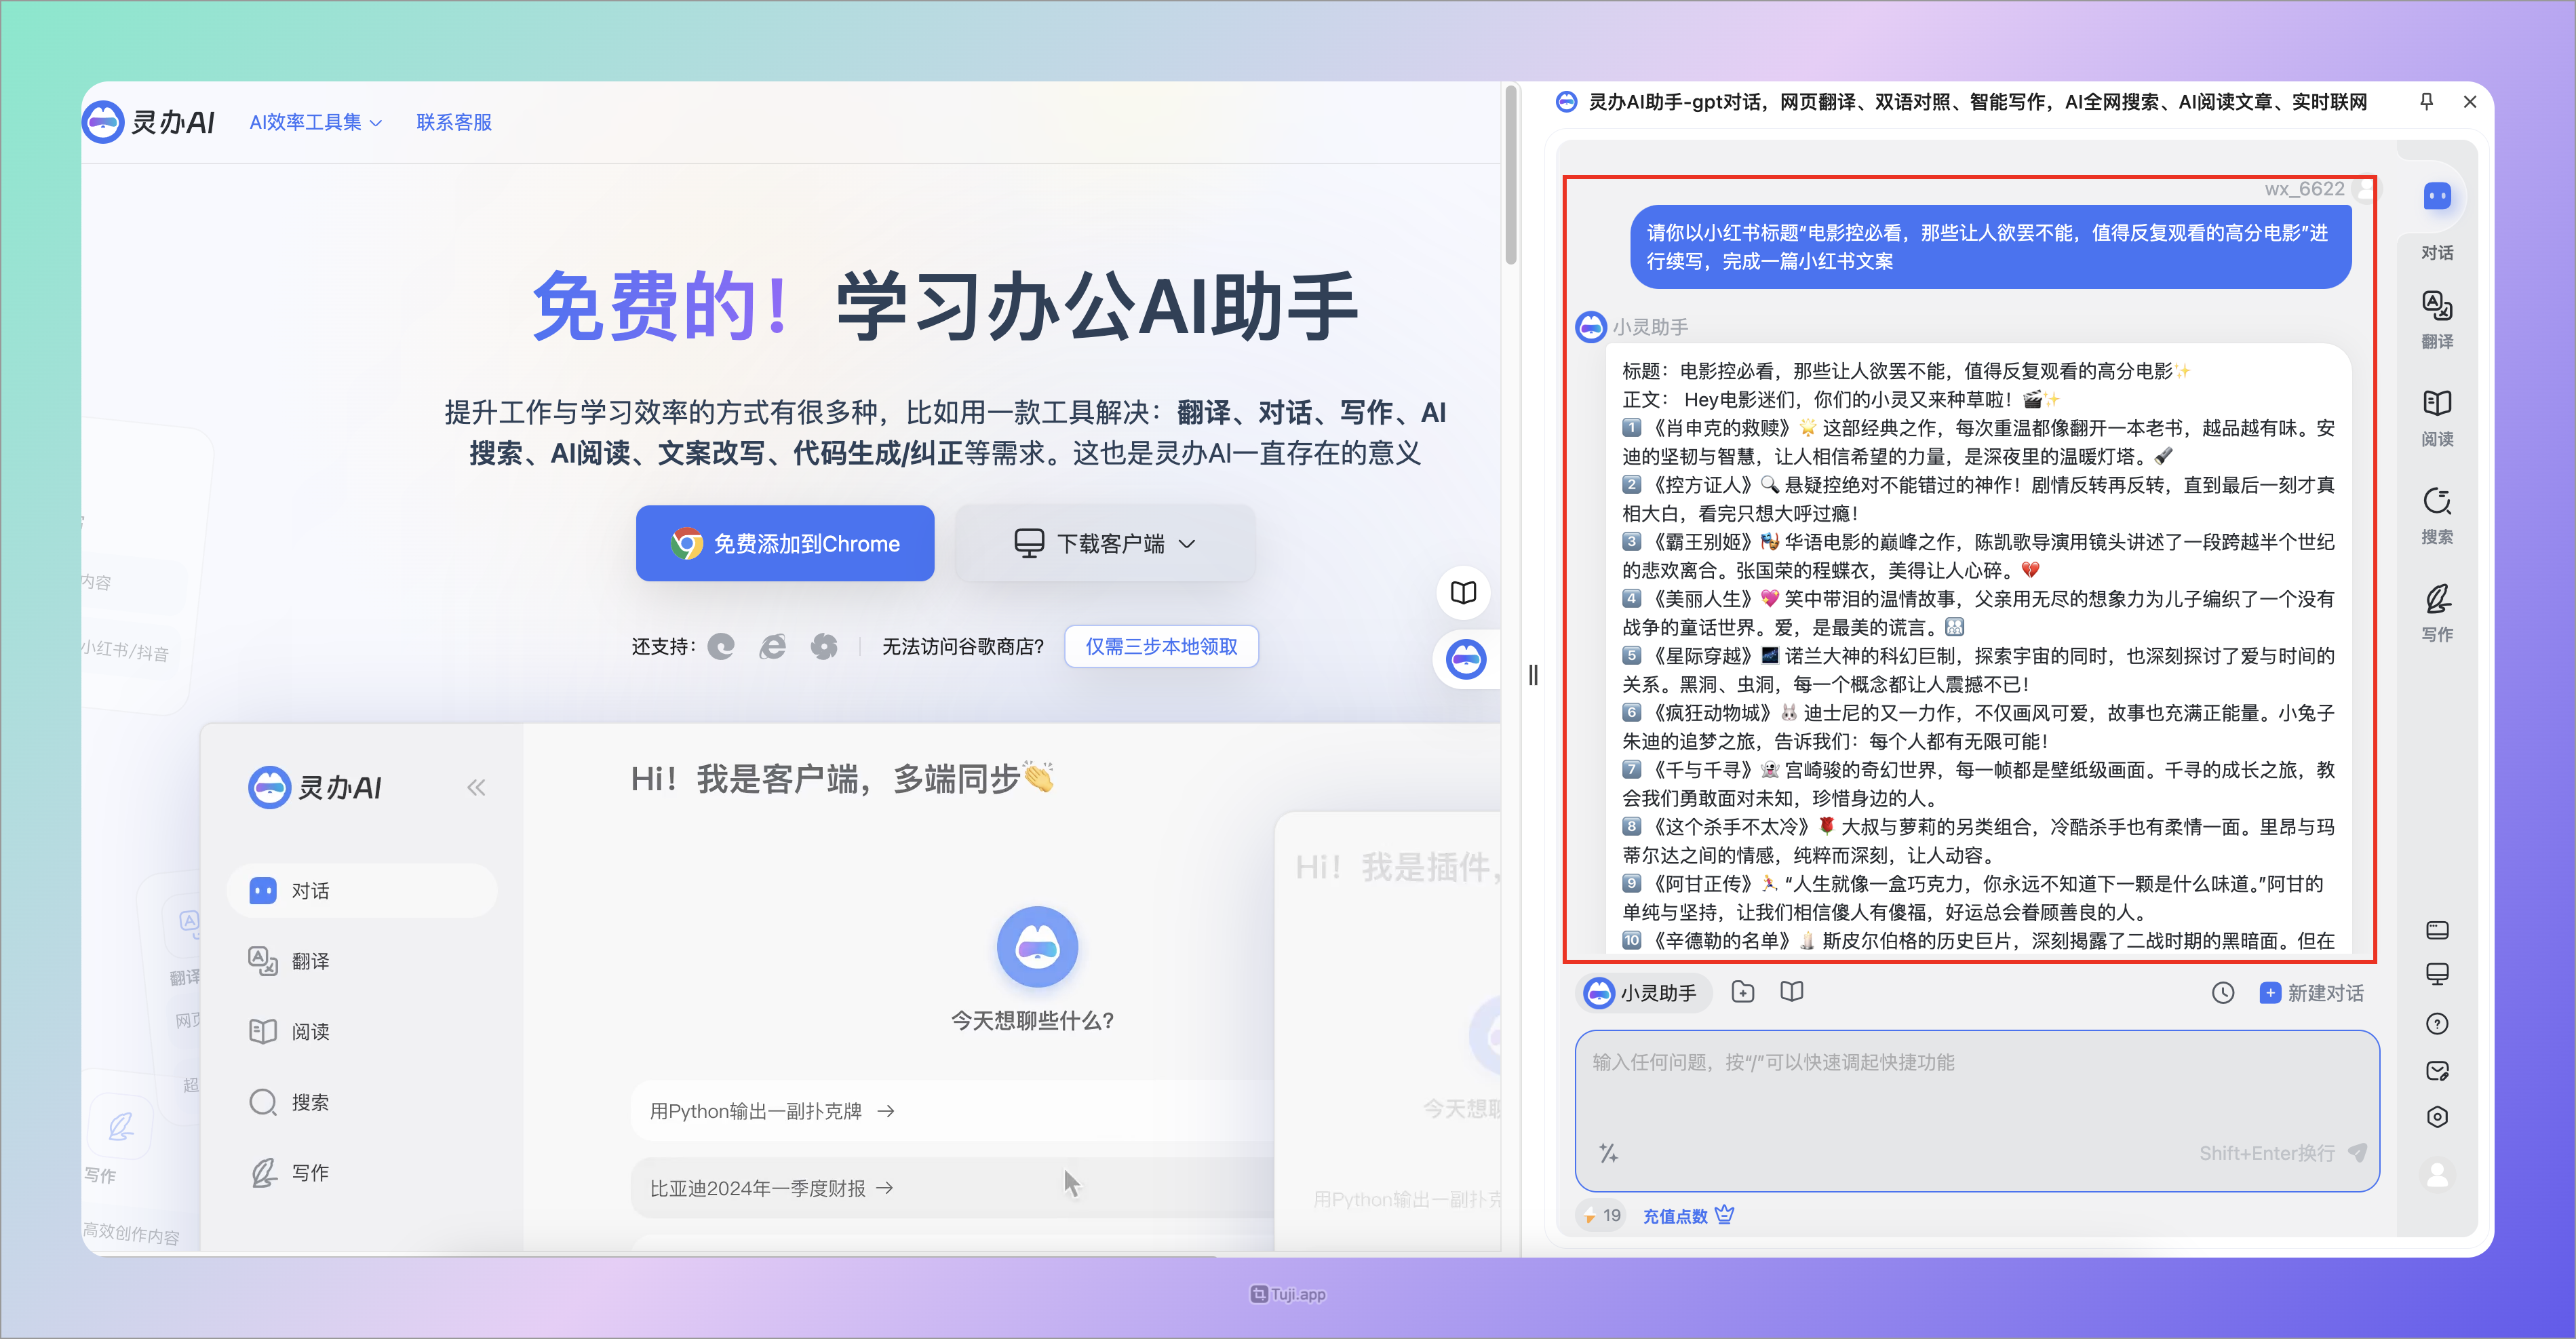 灵办AI
AI效率工具集
联系客服
免费的！学习办公AI助手
提升工作与学习效率的方式有很多种，比如用一款工具解决：翻译、对话、写作、AI
搜索、AI阅读、文案改写、代码生成/纠正等需求。这也是灵办AI一直存在的意义
免费添加到Chrome
下载客户端
还支持：
无法访问谷歌商店？
仅需三步本地领取
内容
小红书/抖音
翻译
网页
超
写作
高效创作内容
灵办AI
对话
翻译
阅读
搜索
写作
Hi！我是客户端，多端同步👏
今天想聊些什么？
用Python输出一副扑克牌 →
比亚迪2024年一季度财报 →
Hi！我是插件，
今天想聊
用Python输出一副扑克
灵办AI助手-gpt对话，网页翻译、双语对照、智能写作，AI全网搜索、AI阅读文章、实时联网
wx_6622
请你以小红书标题“电影控必看，那些让人欲罢不能，值得反复观看的高分电影”进
行续写，完成一篇小红书文案
小灵助手
标题：电影控必看，那些让人欲罢不能，值得反复观看的高分电影✨
正文： Hey电影迷们，你们的小灵又来种草啦！🎬✨
1️⃣《肖申克的救赎》🌟 这部经典之作，每次重温都像翻开一本老书，越品越有味。安
迪的坚韧与智慧，让人相信希望的力量，是深夜里的温暖灯塔。🔦
2️⃣《控方证人》🔍 悬疑控绝对不能错过的神作！剧情反转再反转，直到最后一刻才真
相大白，看完只想大呼过瘾！
3️⃣《霸王别姬》🎭 华语电影的巅峰之作，陈凯歌导演用镜头讲述了一段跨越半个世纪
的悲欢离合。张国荣的程蝶衣，美得让人心碎。💔
4️⃣《美丽人生》💖 笑中带泪的温情故事，父亲用无尽的想象力为儿子编织了一个没有
战争的童话世界。爱，是最美的谎言。
5️⃣《星际穿越》🌌 诺兰大神的科幻巨制，探索宇宙的同时，也深刻探讨了爱与时间的
关系。黑洞、虫洞，每一个概念都让人震撼不已！
6️⃣《疯狂动物城》🐰 迪士尼的又一力作，不仅画风可爱，故事也充满正能量。小兔子
朱迪的追梦之旅，告诉我们：每个人都有无限可能！
7️⃣《千与千寻》👻 宫崎骏的奇幻世界，每一帧都是壁纸级画面。千寻的成长之旅，教
会我们勇敢面对未知，珍惜身边的人。
8️⃣《这个杀手不太冷》🌹 大叔与萝莉的另类组合，冷酷杀手也有柔情一面。里昂与玛
蒂尔达之间的情感，纯粹而深刻，让人动容。
9️⃣《阿甘正传》🏃‍♀️ “人生就像一盒巧克力，你永远不知道下一颗是什么味道。”阿甘的
单纯与坚持，让我们相信傻人有傻福，好运总会眷顾善良的人。
🔟《辛德勒的名单》🕯️ 斯皮尔伯格的历史巨片，深刻揭露了二战时期的黑暗面。但在
小灵助手
新建对话
输入任何问题，按“/”可以快速调起快捷功能
Shift+Enter换行
19
充值点数
对话
翻译
阅读
搜索
写作
Tuji.app